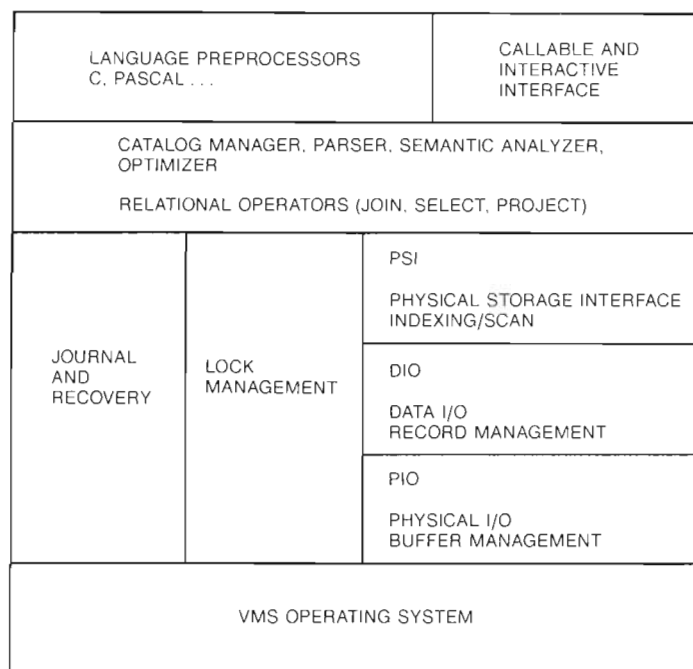 LANGUAGE PREPROCESSORS
C, PASCAL ...
CALLABLE AND
INTERACTIVE
INTERFACE
CATALOG MANAGER, PARSER, SEMANTIC ANALYZER,
OPTIMIZER
RELATIONAL OPERATORS (JOIN, SELECT, PROJECT)
JOURNAL
AND
RECOVERY
LOCK
MANAGEMENT
PSI
PHYSICAL STORAGE INTERFACE
INDEXING/SCAN
DIO
DATA I/O
RECORD MANAGEMENT
PIO
PHYSICAL I/O
BUFFER MANAGEMENT
VMS OPERATING SYSTEM